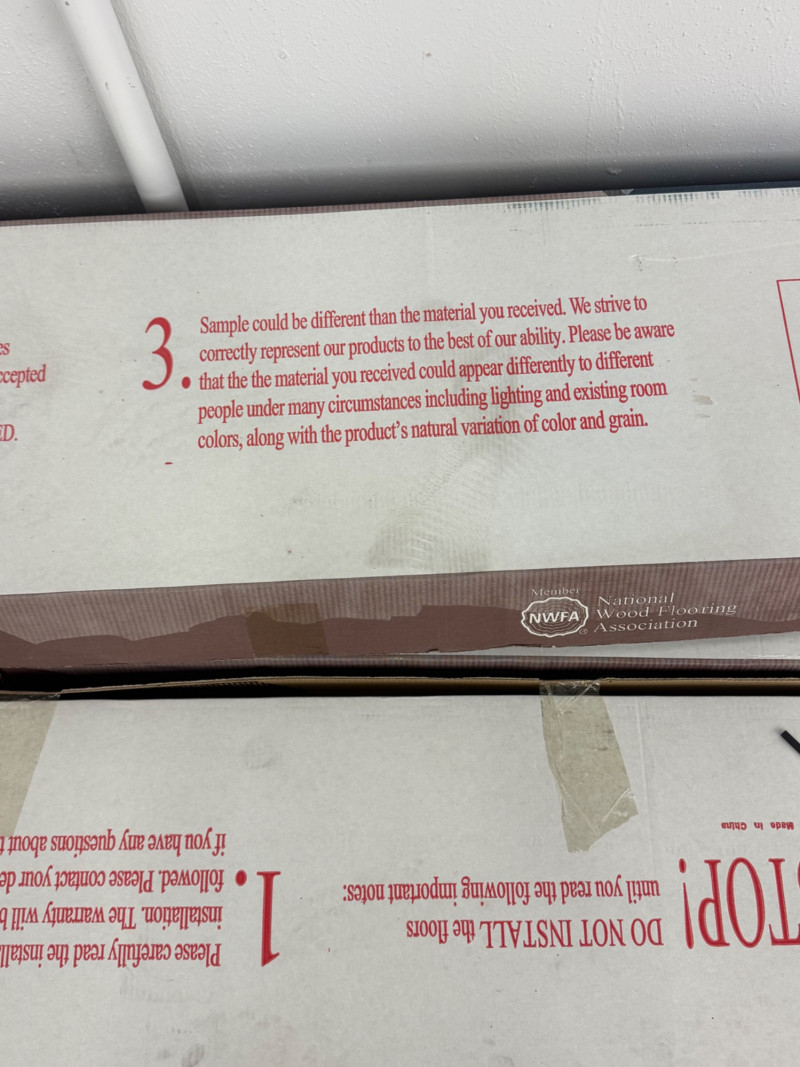 es
ccepted
ED.
3.
Sample could be different than the material you received. We strive to
correctly represent our products to the best of our ability. Please be aware
that the the material you received could appear differently to different
people under many circumstances including lighting and existing room
colors, along with the product's natural variation of color and grain.
Member
NWFA®
National
Wood Flooring
Association
STOP!
Made in China
DO NOT INSTALL the floors
until you read the following important notes:
1.
Please carefully read the installa
installation. The warranty will b
followed. Please contact your de
if you have any questions about t